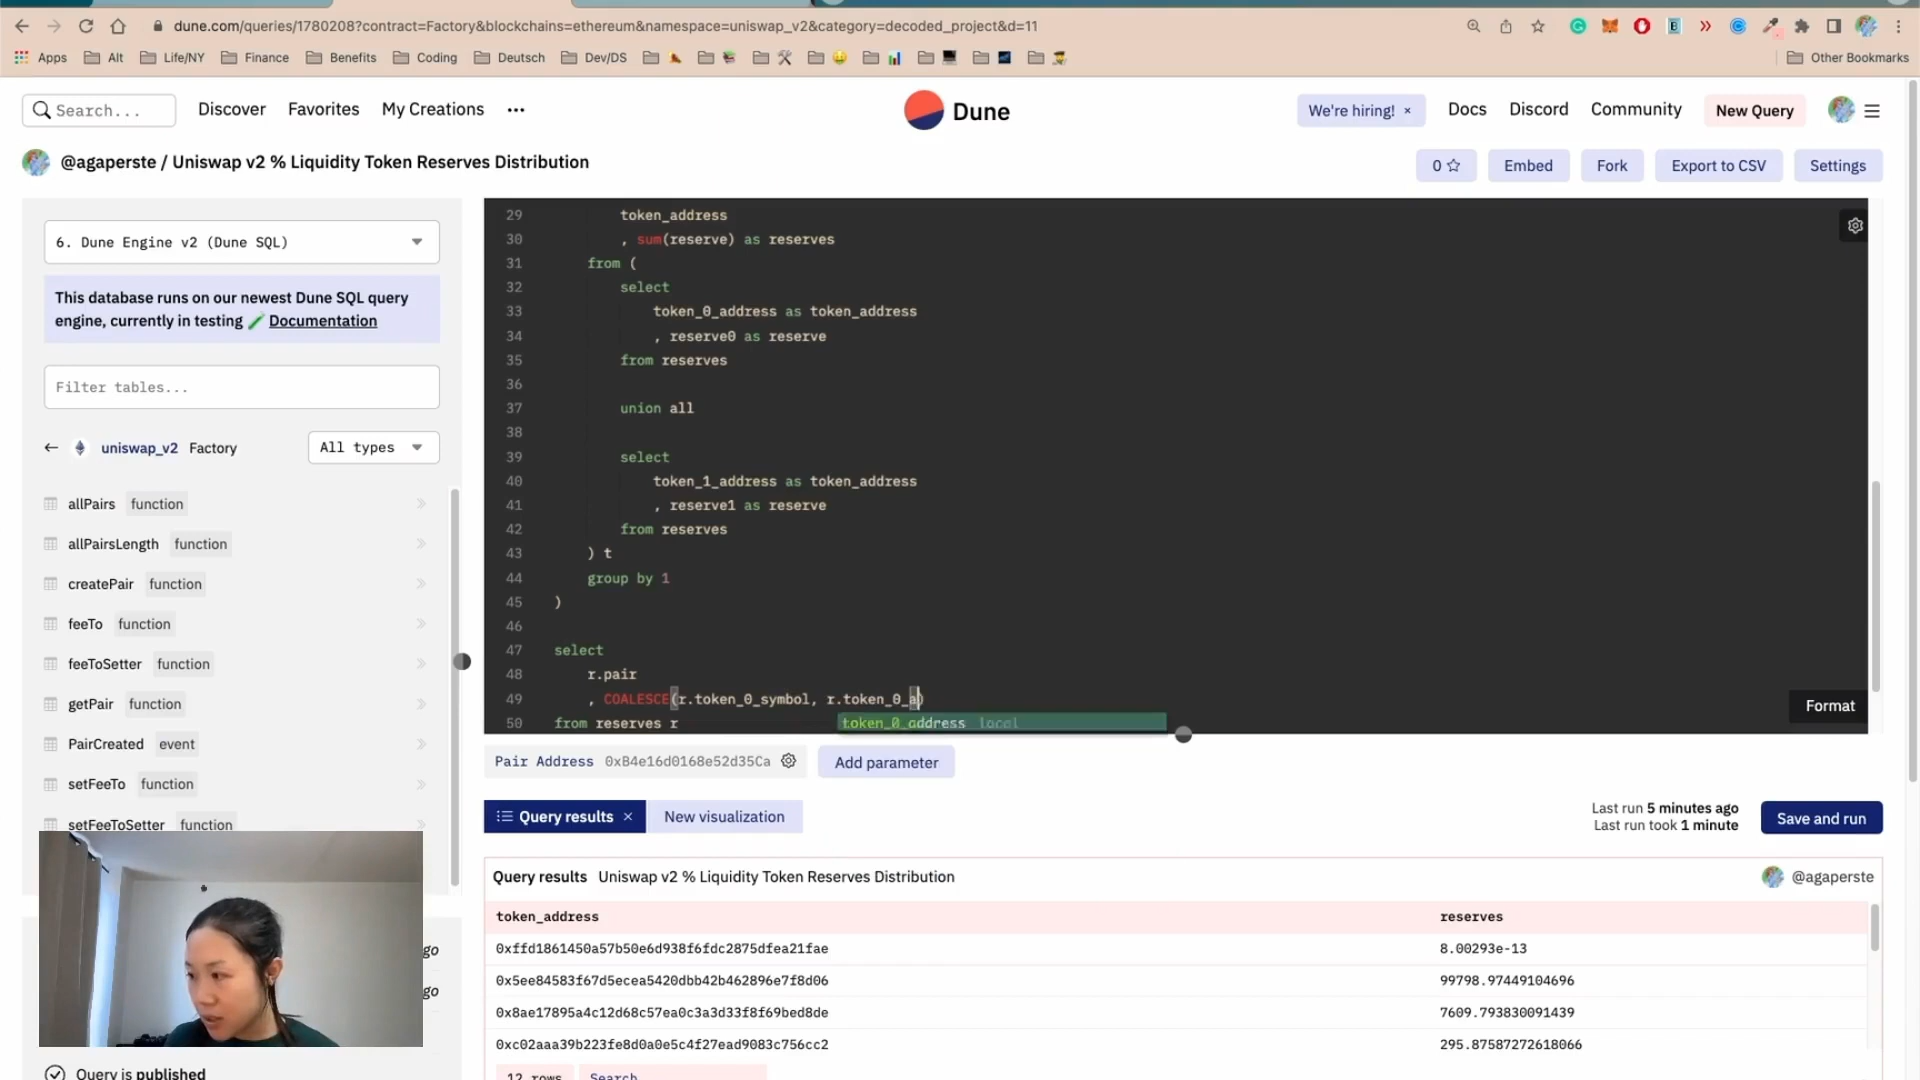 dune.com/queries/1780208?contract=Factory&blockchains=ethereum&namespace=uniswap_v2&category=decoded_project&d=11
Apps Alt Life/NY Finance Benefits Coding Deutsch Dev/DS Other Bookmarks
Search... Discover Favorites My Creations ... Dune We're hiring! × Docs Discord Community New Query
@agaperste / Uniswap v2 % Liquidity Token Reserves Distribution
0 Embed Fork Export to CSV Settings
6. Dune Engine v2 (Dune SQL)
This database runs on our newest Dune SQL query
engine, currently in testing Documentation
Filter tables...
uniswap_v2 Factory All types
allPairs function
allPairsLength function
createPair function
feeTo function
feeToSetter function
getPair function
PairCreated event
setFeeTo function
setFeeToSetter function
go
go
Query is published
29 token_address
30 , sum(reserve) as reserves
31 from (
32 select
33 token_0_address as token_address
34 , reserve0 as reserve
35 from reserves
36
37 union all
38
39 select
40 token_1_address as token_address
41 , reserve1 as reserve
42 from reserves
43 ) t
44 group by 1
45 )
46
47 select
48 r.pair
49 , COALESCE(r.token_0_symbol, r.token_0_a)
50 from reserves r
token_0_address local
Format
Pair Address 0xB4e16d0168e52d35Ca Add parameter
Query results × New visualization
Last run 5 minutes ago
Last run took 1 minute
Save and run
Query results Uniswap v2 % Liquidity Token Reserves Distribution @agaperste
token_address reserves
0xffd1861450a57b50e6d938f6fdc2875dfea21fae 8.00293e-13
0x5ee84583f67d5ecea5420dbb42b462896e7f8d06 99798.97449104696
0x8ae17895a4c12d68c57ea0c3a3d33f8f69bed8de 7609.793830091439
0xc02aaa39b223fe8d0a0e5c4f27ead9083c756cc2 295.87587272618066
12 rows Search